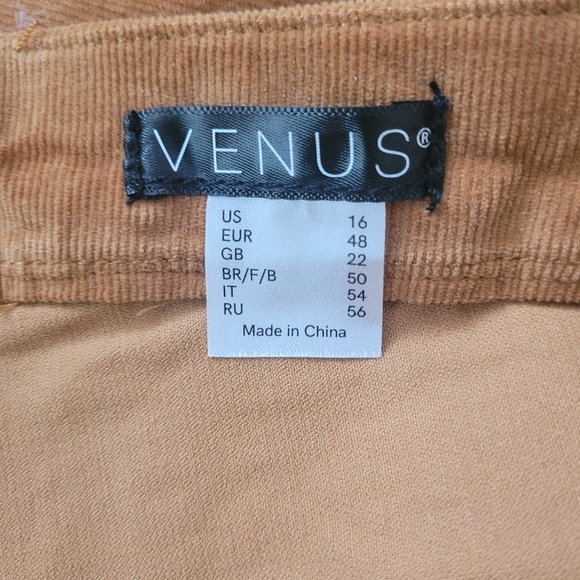 VENUS®
US 16
EUR 48
GB 22
BR/F/B 50
IT 54
RU 56
Made in China